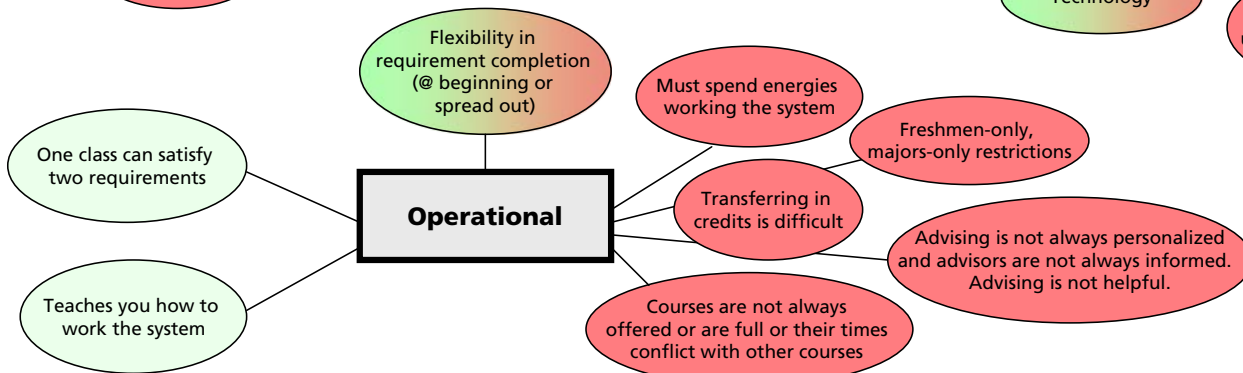 Technology
Flexibility in
requirement completion
(@ beginning or
spread out)
Must spend energies
working the system
Freshmen-only,
majors-only restrictions
One class can satisfy
two requirements
Operational
Transferring in
credits is difficult
Advising is not always personalized
and advisors are not always informed.
Advising is not helpful.
Teaches you how to
work the system
Courses are not always
offered or are full or their times
conflict with other courses